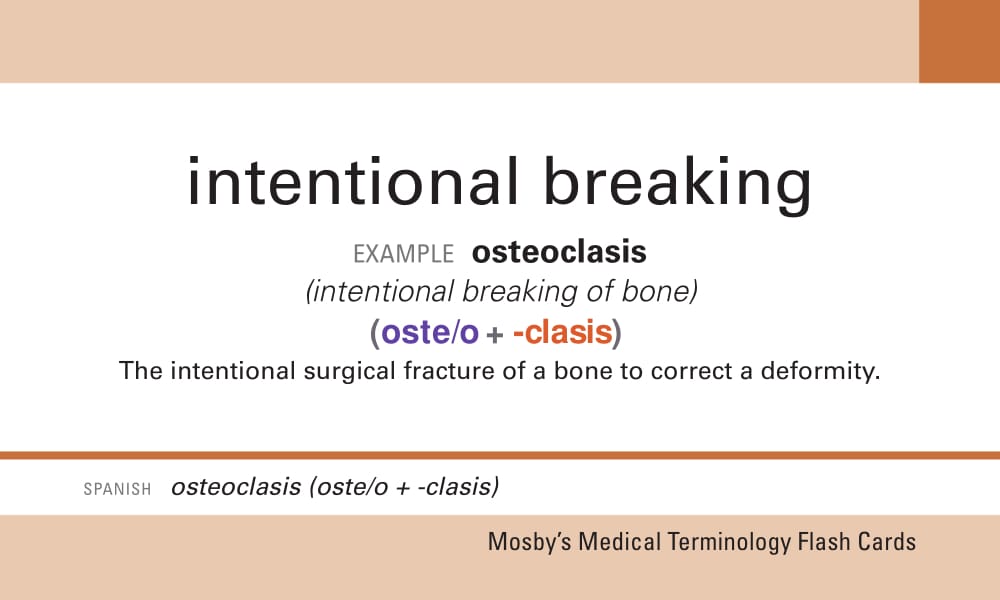 intentional breaking
EXAMPLE osteoclasis
(intentional breaking of bone)
(oste/o + -clasis)
The intentional surgical fracture of a bone to correct a deformity.
SPANISH osteoclasis (oste/o + -clasis)
Mosby's Medical Terminology Flash Cards